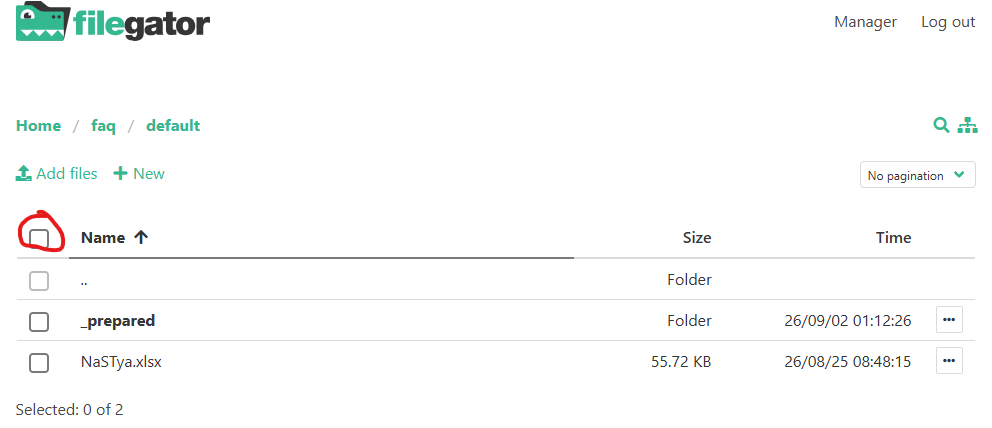 filegator
Manager Log out
Home / faq / default
Add files New
No pagination
Name Size Time
.. Folder
_prepared Folder 26/09/02 01:12:26
NaSTya.xlsx 55.72 KB 26/08/25 08:48:15
Selected: 0 of 2